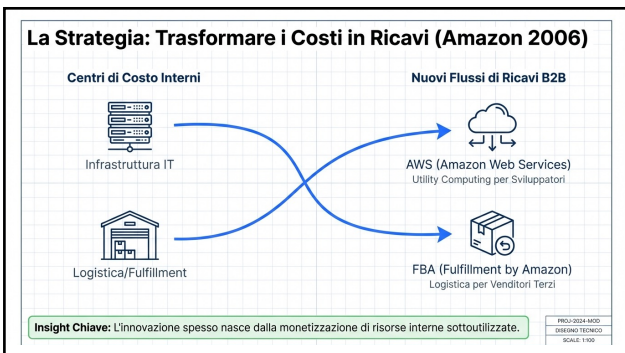 La Strategia: Trasformare i Costi in Ricavi (Amazon 2006)
Centri di Costo Interni
Nuovi Flussi di Ricavi B2B
Infrastruttura IT
AWS (Amazon Web Services)
Utility Computing per Sviluppatori
Logistica/Fulfillment
FBA (Fulfillment by Amazon)
Logistica per Venditori Terzi
Insight Chiave: L'innovazione spesso nasce dalla monetizzazione di risorse interne sottoutilizzate.
PROJ-2024-MOD
DISEGNO TECNICO
SCALE: 1:100